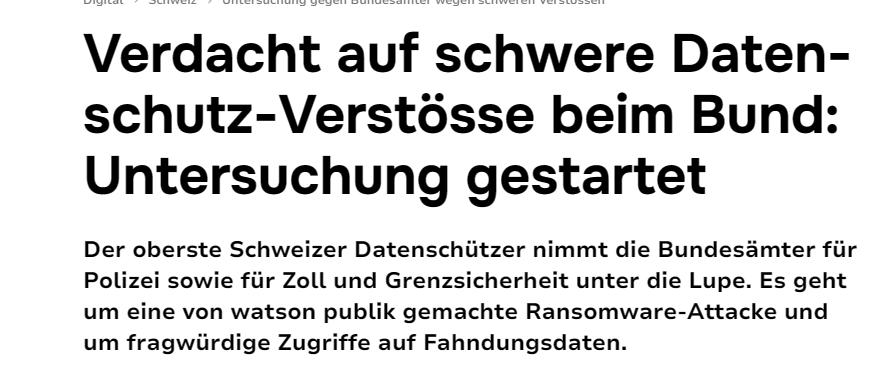 Digital > Schweiz > Untersuchung gegen Bundesämter wegen schweren Verstössen
Verdacht auf schwere Daten-
schutz-Verstösse beim Bund:
Untersuchung gestartet
Der oberste Schweizer Datenschützer nimmt die Bundesämter für
Polizei sowie für Zoll und Grenzsicherheit unter die Lupe. Es geht
um eine von watson publik gemachte Ransomware-Attacke und
um fragwürdige Zugriffe auf Fahndungsdaten.